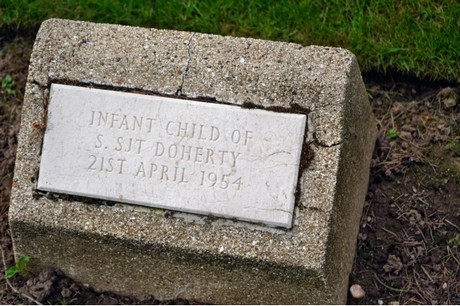 INFANT CHILD OF
S. SJT DOHERTY
21ST APRIL 1954